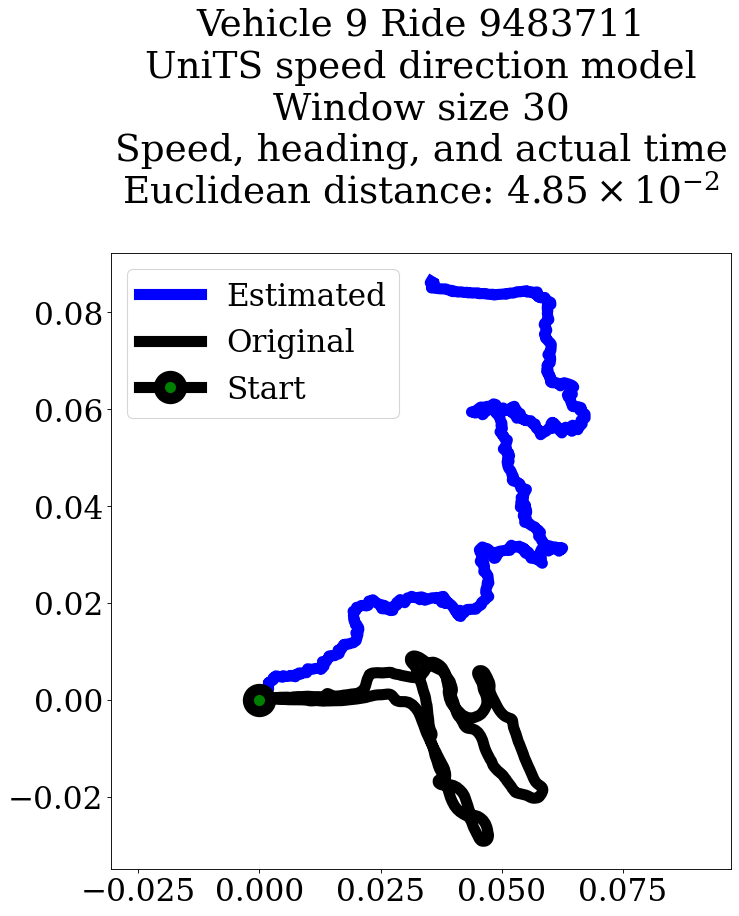 Vehicle 9 Ride 9483711
UniTS speed direction model
Window size 30
Speed, heading, and actual time
Euclidean distance: 4.85 × 10⁻²
Estimated
Original
Start
0.08
0.06
0.04
0.02
0.00
−0.02
−0.025 0.000 0.025 0.050 0.075